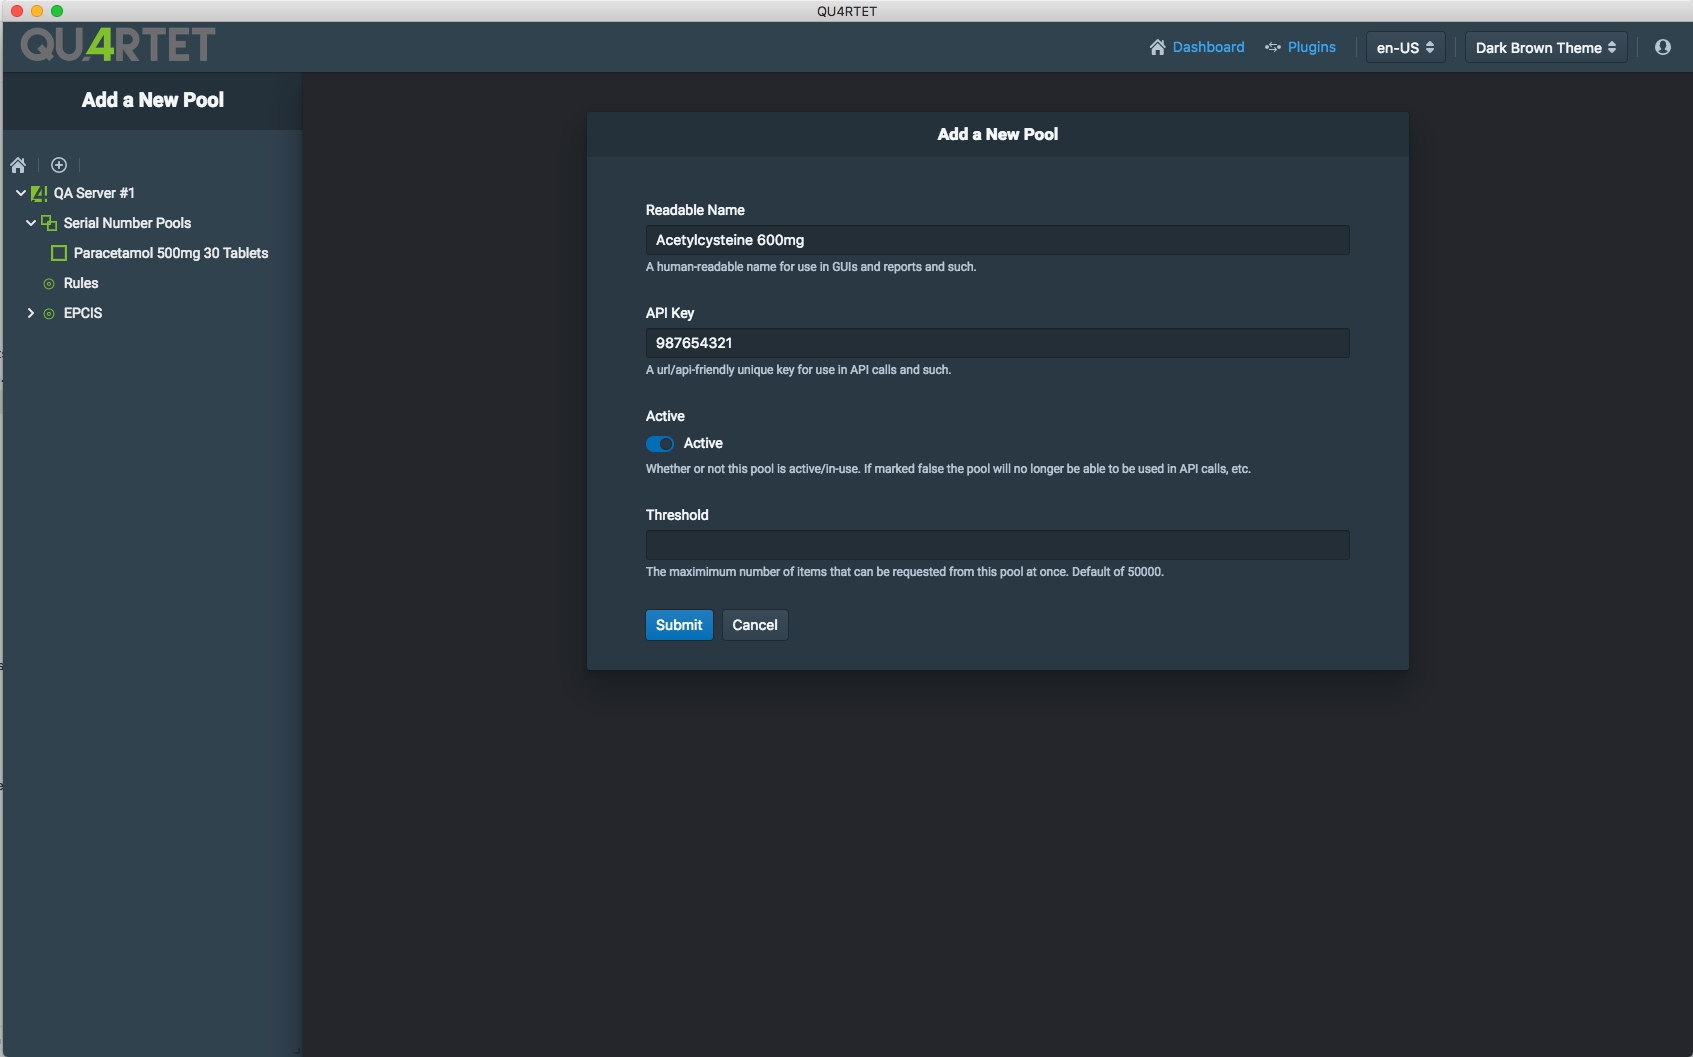 QU4RTET
QU4RTET
Dashboard
Plugins
en-US
Dark Brown Theme
Add a New Pool
QA Server #1
Serial Number Pools
Paracetamol 500mg 30 Tablets
Rules
EPCIS
Add a New Pool
Readable Name
Acetylcysteine 600mg
A human-readable name for use in GUIs and reports and such.
API Key
987654321
A url/api-friendly unique key for use in API calls and such.
Active
Active
Whether or not this pool is active/in-use. If marked false the pool will no longer be able to be used in API calls, etc.
Threshold
The maximimum number of items that can be requested from this pool at once. Default of 50000.
Submit
Cancel